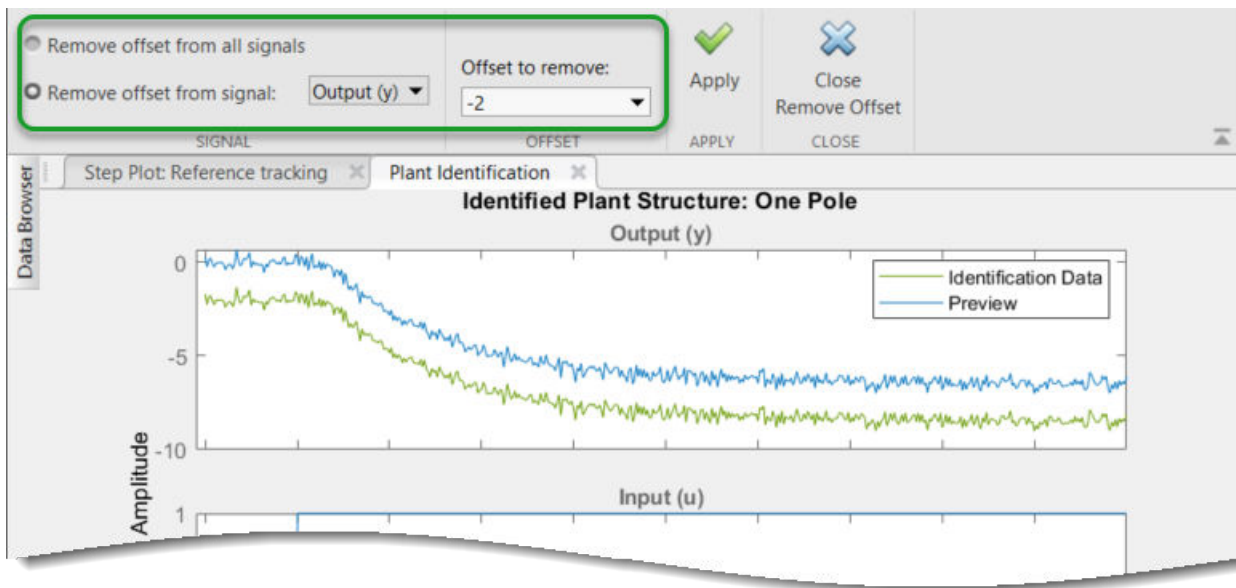 Remove offset from all signals
Remove offset from signal: Output (y)
Offset to remove:
-2
Apply
Close
Remove Offset
SIGNAL OFFSET APPLY CLOSE
Data Browser
Step Plot: Reference tracking Plant Identification
Identified Plant Structure: One Pole
Output (y)
0
-5
-10
Identification Data
Preview
Amplitude
Input (u)
1